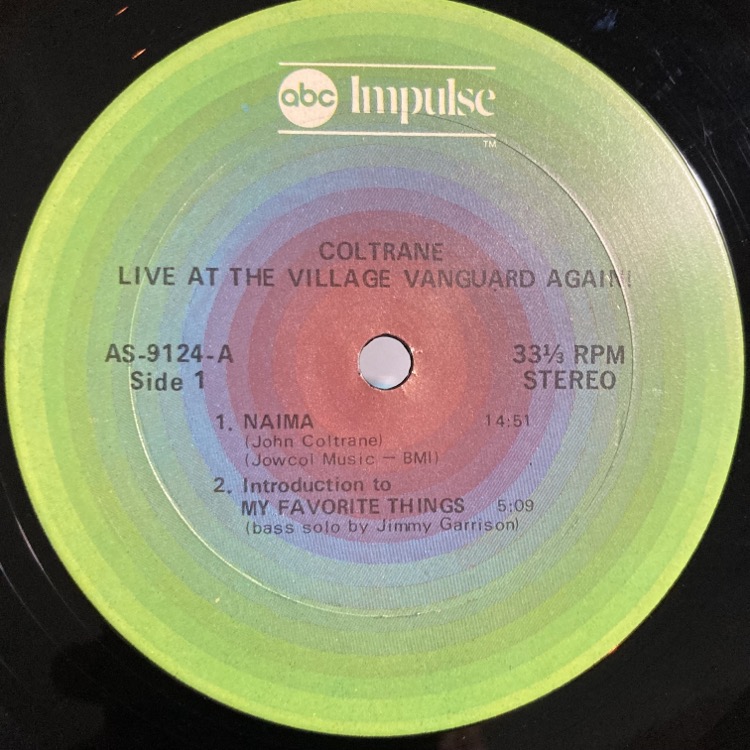 abc Impulse
TM
COLTRANE
LIVE AT THE VILLAGE VANGUARD AGAIN!
AS-9124-A
Side 1
33⅓ RPM
STEREO
1. NAIMA 14:51
(John Coltrane)
(Jowcol Music — BMI)
2. Introduction to
MY FAVORITE THINGS 5:09
(bass solo by Jimmy Garrison)